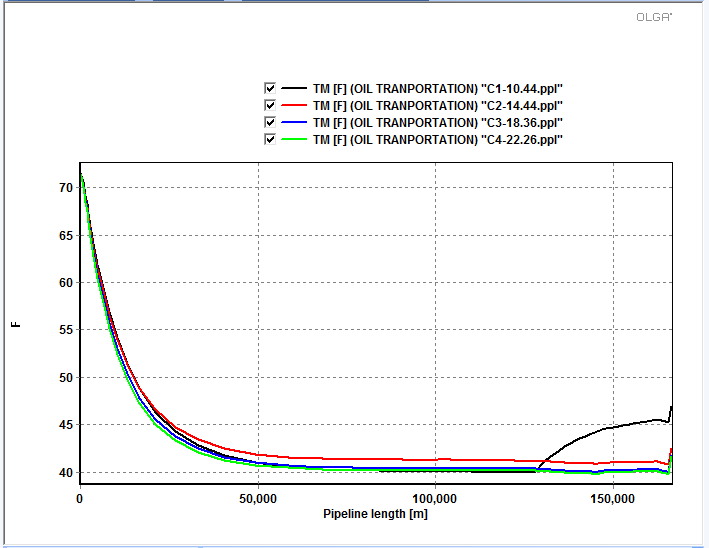 OLGA
TM [F] (OIL TRANPORTATION) "C1-10.44.ppl"
TM [F] (OIL TRANPORTATION) "C2-14.44.ppl"
TM [F] (OIL TRANPORTATION) "C3-18.36.ppl"
TM [F] (OIL TRANPORTATION) "C4-22.26.ppl"
70
65
60
F
55
50
45
40
0 50,000 100,000 150,000
Pipeline length [m]